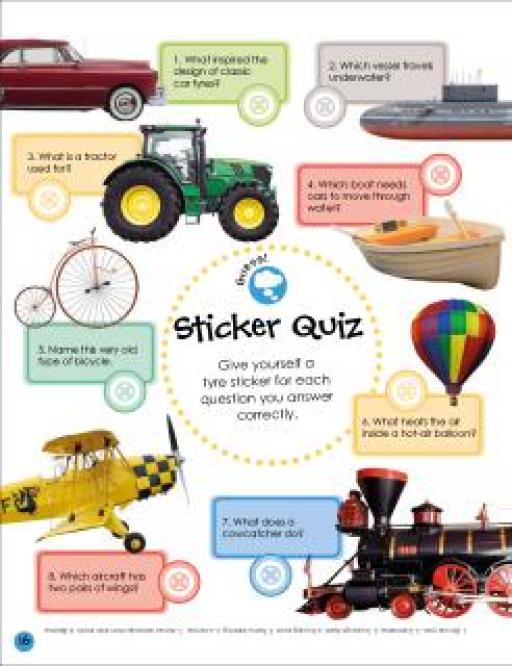 1. What inspired the
design of classic
car tyres?
2. Which vessel travels
underwater?
3. What is a tractor
used for?
4. Which boat needs
oars to move through
water?
Guess!
Sticker Quiz
Give yourself a
tyre sticker for each
question you answer
correctly.
5. Name this very old
type of bicycle.
6. What heats the air
inside a hot-air balloon?
7. What does a
cowcatcher do?
8. Which aircraft has
two pairs of wings?
16